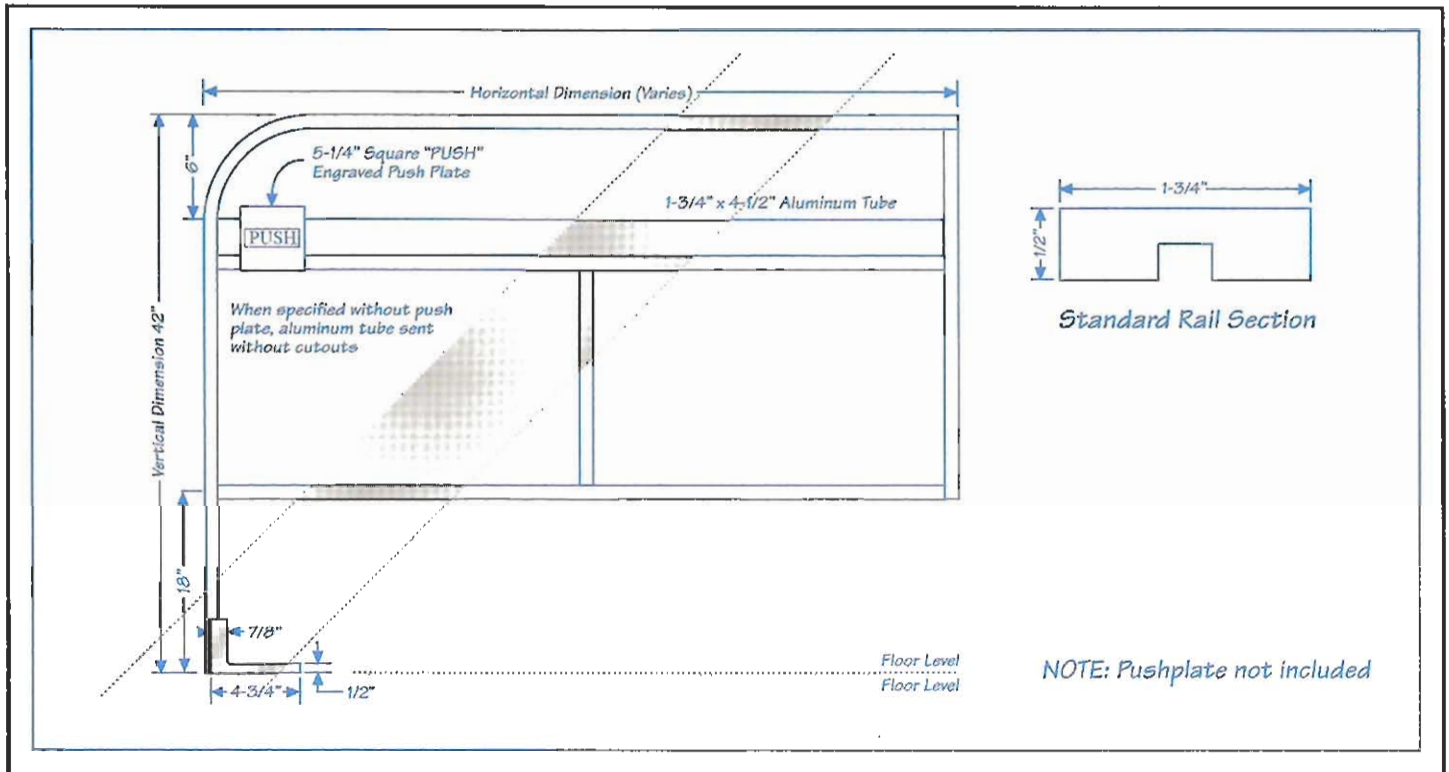 Horizontal Dimension (Varies)
6"
5-1/4" Square "PUSH"
Engraved Push Plate
1-3/4" x 4-1/2" Aluminum Tube
PUSH
When specified without push
plate, aluminum tube sent
without cutouts
Vertical Dimension 42"
18"
7/8"
4-3/4"
1/2"
Floor Level
Floor Level
1-3/4"
1/2"
Standard Rail Section
NOTE: Pushplate not included